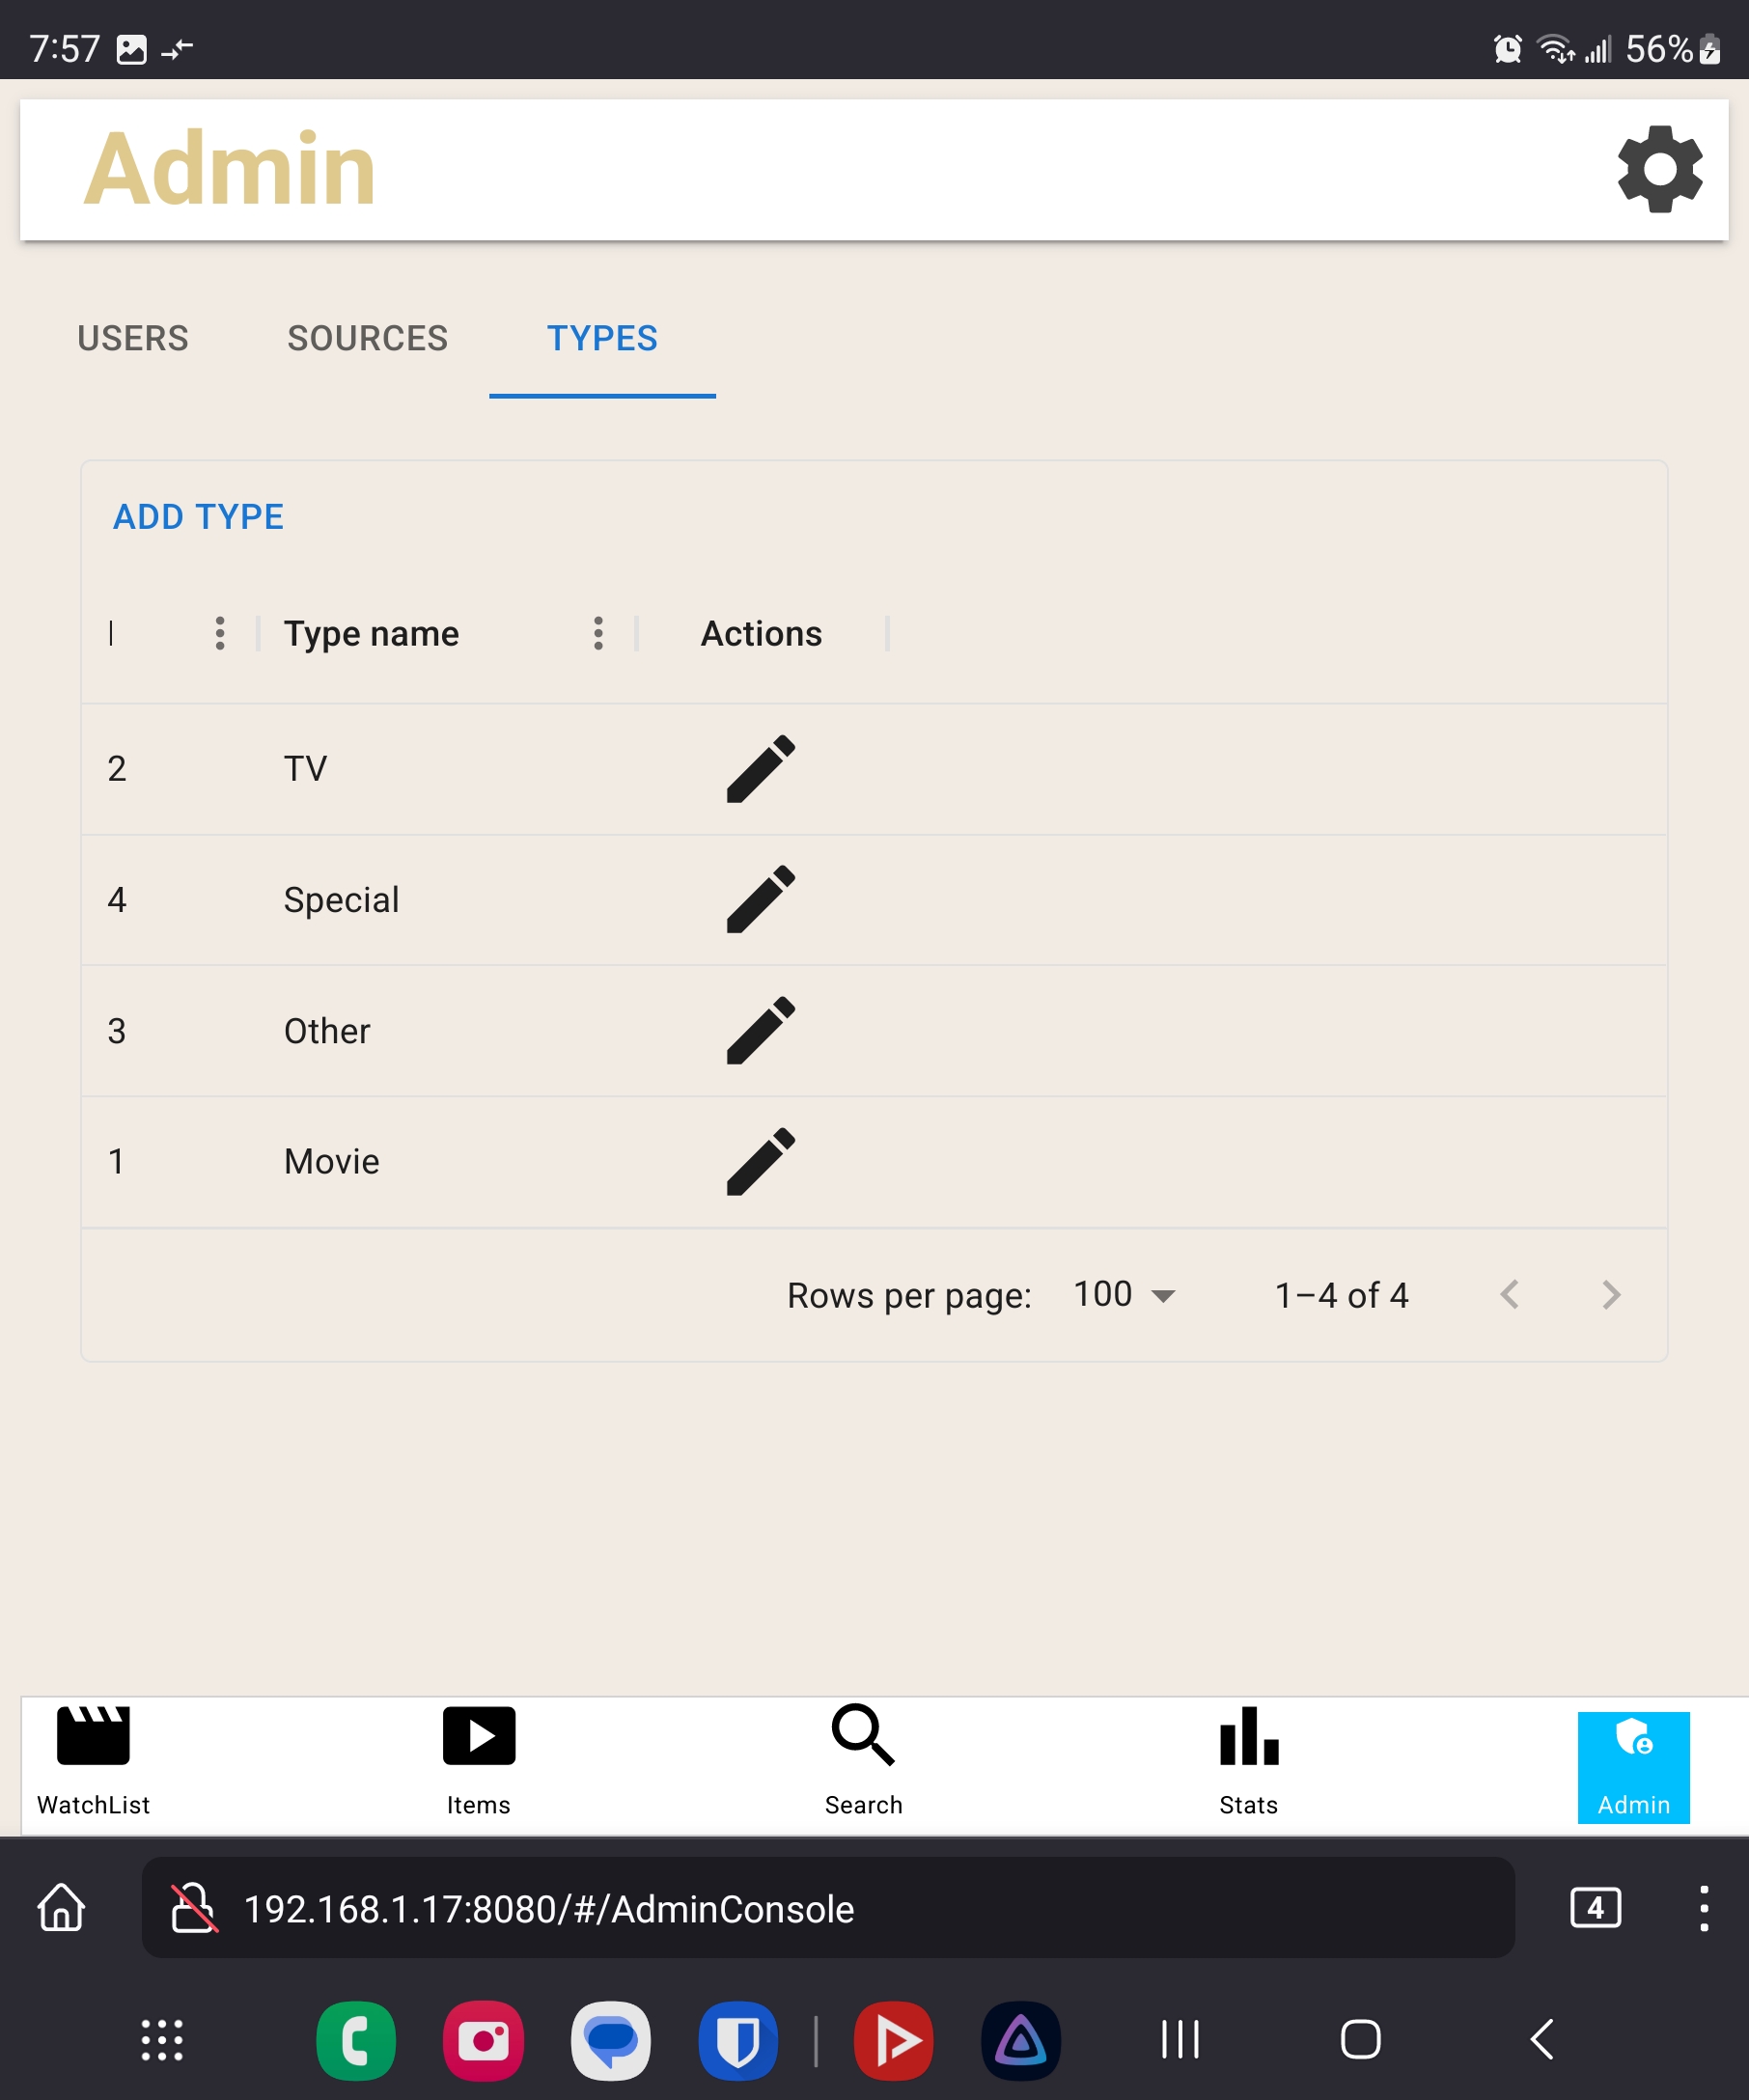 7:57 56%
Admin
USERS SOURCES TYPES
ADD TYPE
Type name Actions
2 TV
4 Special
3 Other
1 Movie
Rows per page: 100 1–4 of 4
WatchList Items Search Stats Admin
192.168.1.17:8080/#/AdminConsole 4